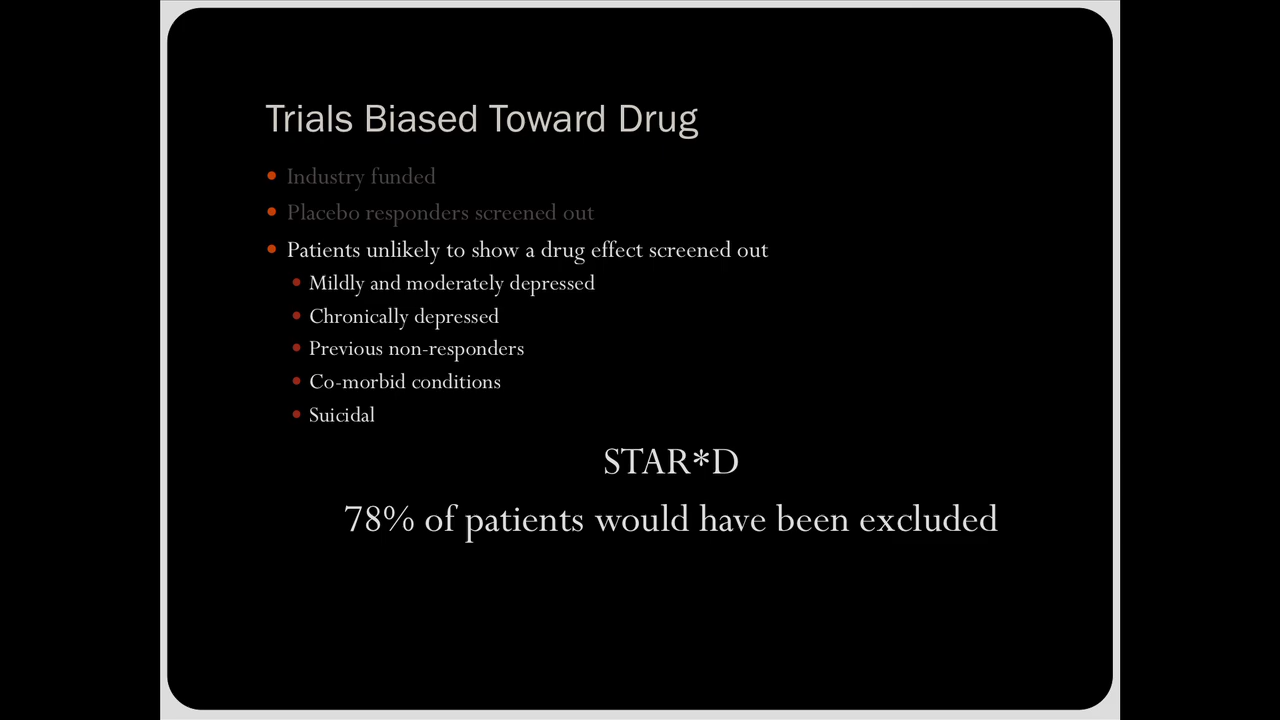 Trials Biased Toward Drug
Industry funded
Placebo responders screened out
Patients unlikely to show a drug effect screened out
Mildly and moderately depressed
Chronically depressed
Previous non-responders
Co-morbid conditions
Suicidal
STAR*D
78% of patients would have been excluded